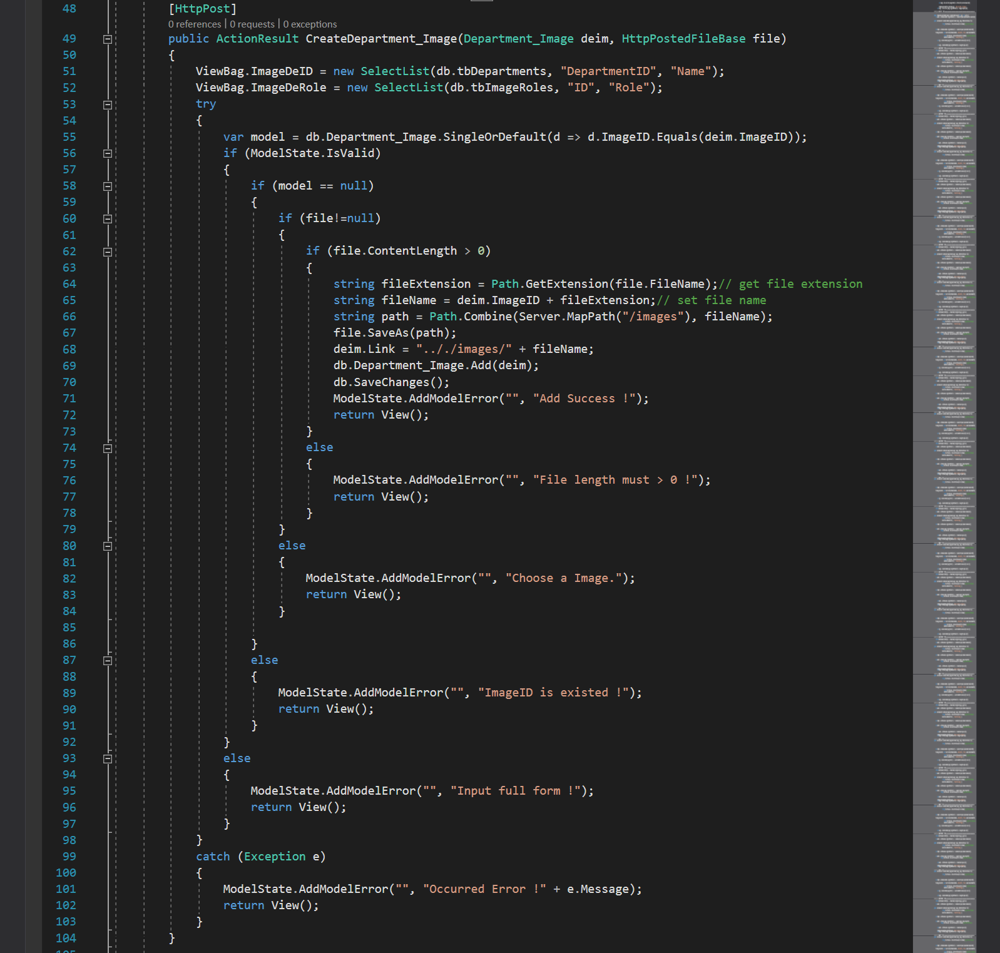 48 [HttpPost]
0 references | 0 requests | 0 exceptions
49 public ActionResult CreateDepartment_Image(Department_Image deim, HttpPostedFileBase file)
50 {
51 ViewBag.ImageDeID = new SelectList(db.tbDepartments, "DepartmentID", "Name");
52 ViewBag.ImageDeRole = new SelectList(db.tbImageRoles, "ID", "Role");
53 try
54 {
55 var model = db.Department_Image.SingleOrDefault(d => d.ImageID.Equals(deim.ImageID));
56 if (ModelState.IsValid)
57 {
58 if (model == null)
59 {
60 if (file!=null)
61 {
62 if (file.ContentLength > 0)
63 {
64 string fileExtension = Path.GetExtension(file.FileName);// get file extension
65 string fileName = deim.ImageID + fileExtension;// set file name
66 string path = Path.Combine(Server.MapPath("/images"), fileName);
67 file.SaveAs(path);
68 deim.Link = ".././images/" + fileName;
69 db.Department_Image.Add(deim);
70 db.SaveChanges();
71 ModelState.AddModelError("", "Add Success !");
72 return View();
73 }
74 else
75 {
76 ModelState.AddModelError("", "File length must > 0 !");
77 return View();
78 }
79 }
80 else
81 {
82 ModelState.AddModelError("", "Choose a Image.");
83 return View();
84 }
85
86 }
87 else
88 {
89 ModelState.AddModelError("", "ImageID is existed !");
90 return View();
91 }
92 }
93 else
94 {
95 ModelState.AddModelError("", "Input full form !");
96 return View();
97 }
98 }
99 catch (Exception e)
100 {
101 ModelState.AddModelError("", "Occurred Error !" + e.Message);
102 return View();
103 }
104 }